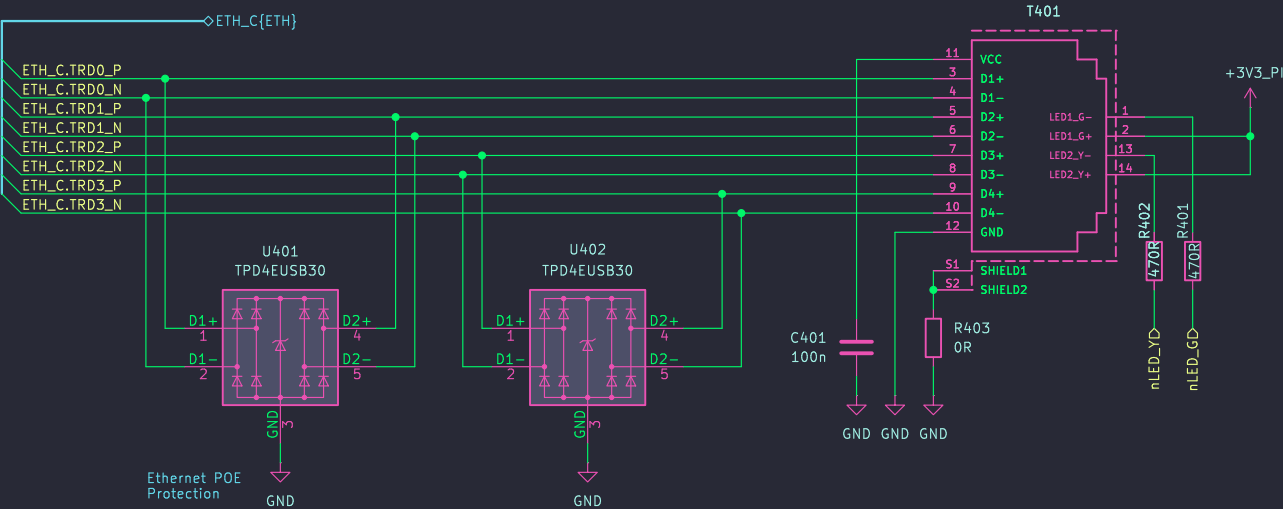 T401
ETH_C{ETH}
ETH_C.TRD0_P
ETH_C.TRD0_N
ETH_C.TRD1_P
ETH_C.TRD1_N
ETH_C.TRD2_P
ETH_C.TRD2_N
ETH_C.TRD3_P
ETH_C.TRD3_N
11 VCC
3 D1+
4 D1-
5 D2+
6 D2-
7 D3+
8 D3-
9 D4+
10 D4-
12 GND
S1 SHIELD1
S2 SHIELD2
LED1_G- 1
LED1_G+ 2
LED2_Y- 13
LED2_Y+ 14
+3V3_P
R402
470R
R401
470R
nLED_YD
nLED_GD
U401
TPD4EUSB30
D1+
1
D1-
2
D2+
4
D2-
5
GND
3
GND
U402
TPD4EUSB30
D1+
1
D1-
2
D2+
4
D2-
5
GND
3
GND
C401
100n
R403
0R
GND GND GND
Ethernet POE
Protection